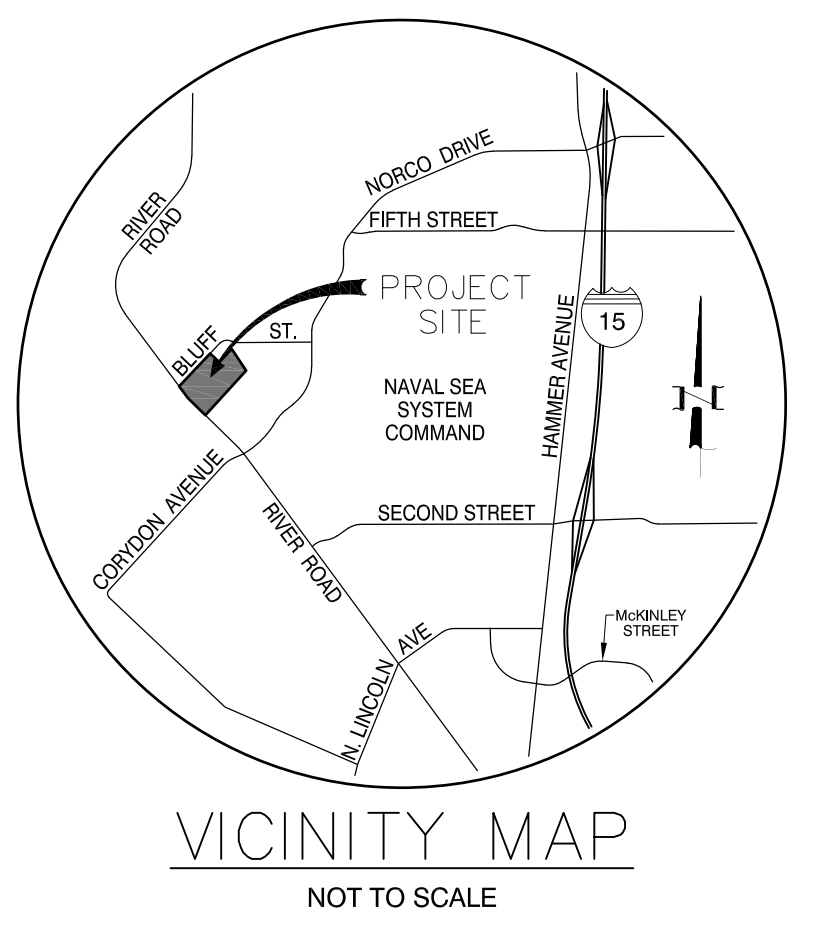 NORCO DRIVE
RIVER
ROAD
FIFTH STREET
PROJECT
SITE
15
BLUFF
ST.
HAMMER AVENUE
NAVAL SEA
SYSTEM
COMMAND
N
CORYDON AVENUE
SECOND STREET
RIVER ROAD
McKINLEY
STREET
N. LINCOLN
AVE
VICINITY MAP
NOT TO SCALE